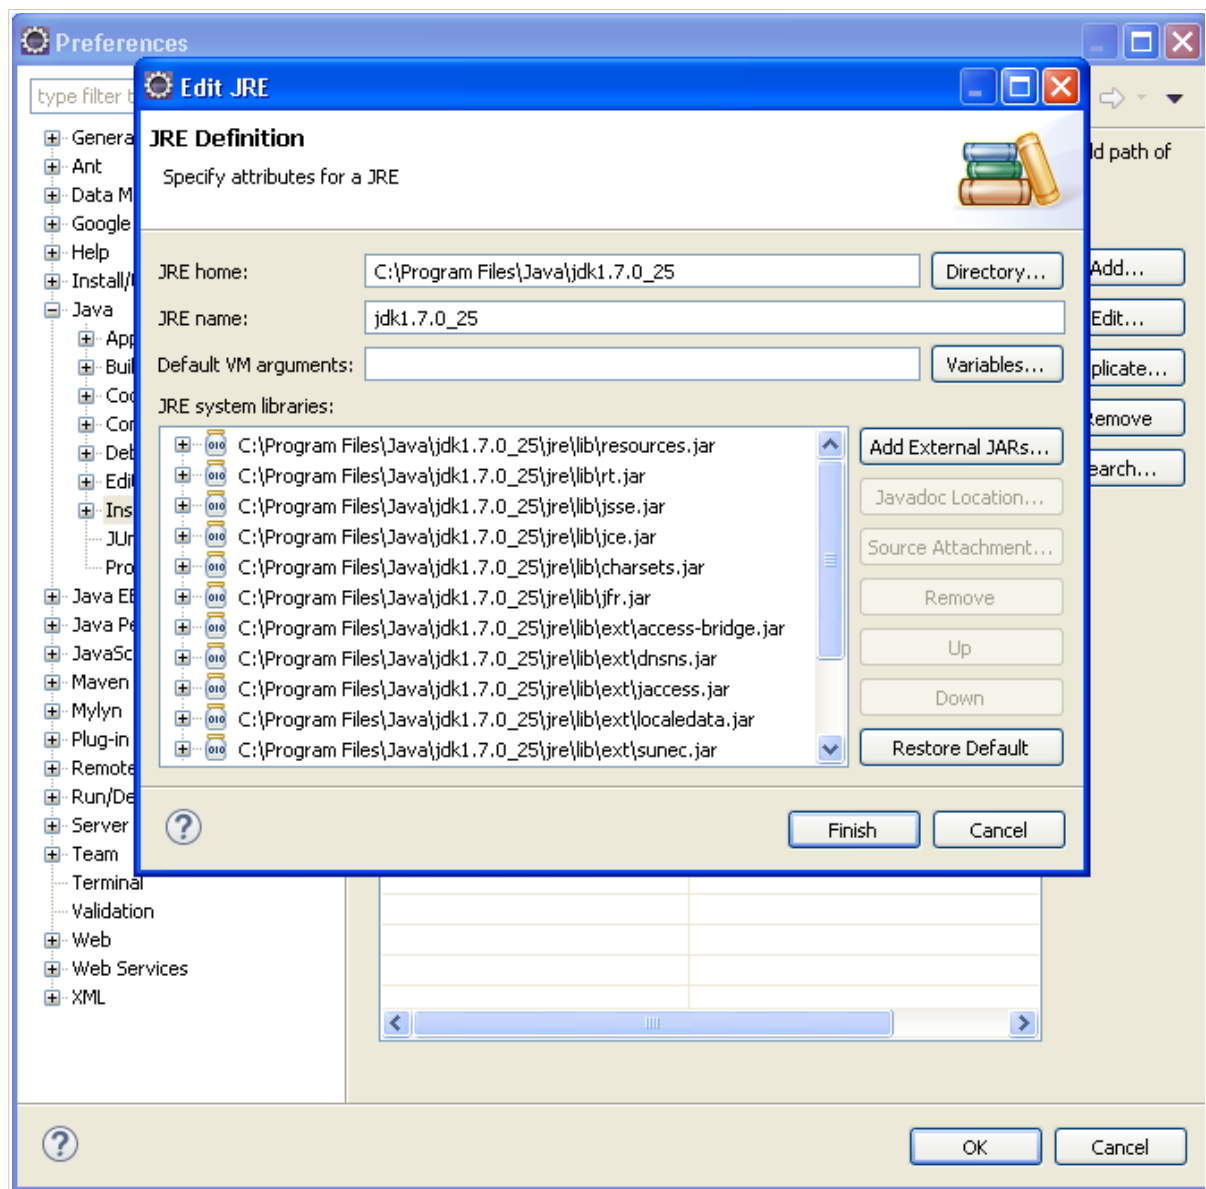 Preferences
type filter t
Edit JRE
JRE Definition
Specify attributes for a JRE
ld path of
Genera
Ant
Data M
Google
Help
Install/
Java
App
Buil
Cod
Cor
Deb
Edit
Ins
JUr
Pro
Java EE
Java Pe
JavaSc
Maven
Mylyn
Plug-in
Remote
Run/De
Server
Team
Terminal
Validation
Web
Web Services
XML
JRE home:
C:\Program Files\Java\jdk1.7.0_25
Directory...
JRE name:
jdk1.7.0_25
Default VM arguments:
Variables...
JRE system libraries:
C:\Program Files\Java\jdk1.7.0_25\jre\lib\resources.jar
C:\Program Files\Java\jdk1.7.0_25\jre\lib\rt.jar
C:\Program Files\Java\jdk1.7.0_25\jre\lib\jsse.jar
C:\Program Files\Java\jdk1.7.0_25\jre\lib\jce.jar
C:\Program Files\Java\jdk1.7.0_25\jre\lib\charsets.jar
C:\Program Files\Java\jdk1.7.0_25\jre\lib\jfr.jar
C:\Program Files\Java\jdk1.7.0_25\jre\lib\ext\access-bridge.jar
C:\Program Files\Java\jdk1.7.0_25\jre\lib\ext\dnsns.jar
C:\Program Files\Java\jdk1.7.0_25\jre\lib\ext\jaccess.jar
C:\Program Files\Java\jdk1.7.0_25\jre\lib\ext\localedata.jar
C:\Program Files\Java\jdk1.7.0_25\jre\lib\ext\sunec.jar
Add External JARs...
Javadoc Location...
Source Attachment...
Remove
Up
Down
Restore Default
Finish
Cancel
Add...
Edit...
plicate...
emove
earch...
OK
Cancel